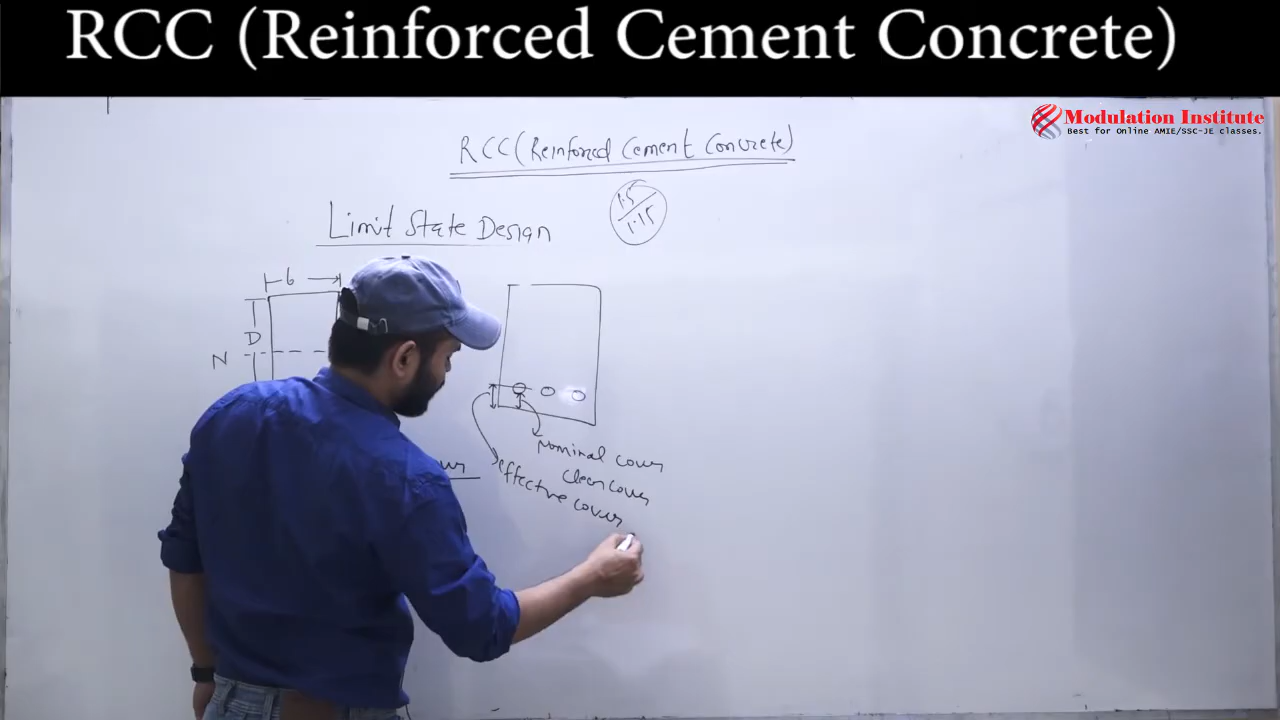 RCC (Reinforced Cement Concrete)
Modulation Institute
Best for Online AMIE/SSC-JE classes.
RCC (Reinforced Cement Concrete)
1.5
1.15
Limit State Design
b
D
N
nominal cover
clear cover
effective cover